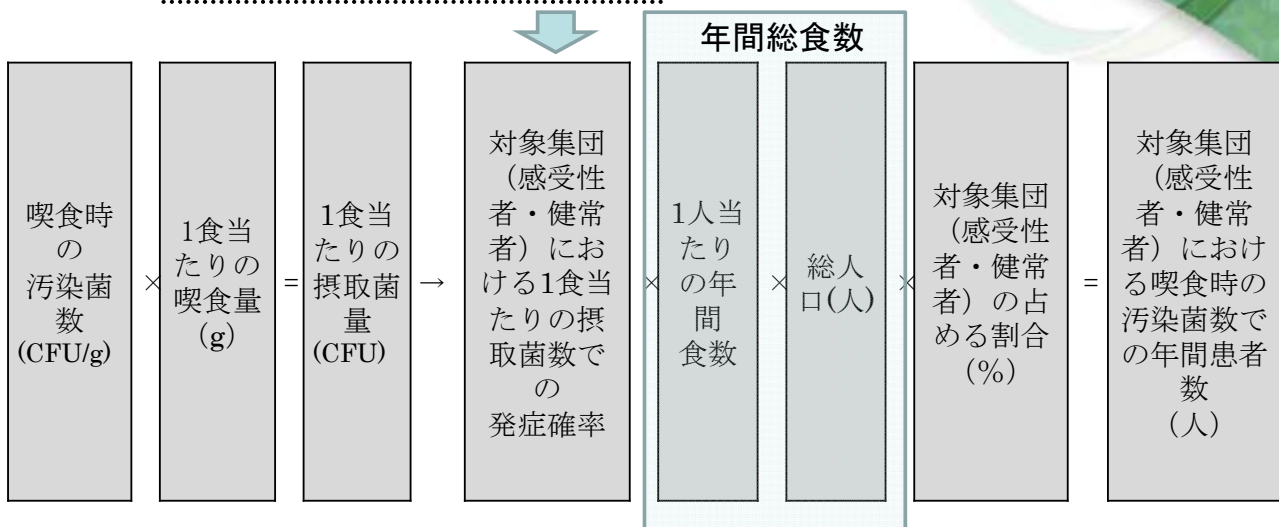 年間総食数
喫食時
の
汚染菌
数
(CFU/g)
×
1食当
たりの
喫食量
(g)
=
1食当
たりの
摂取菌
量
(CFU)
→
対象集団
（感受性
者・健常
者）にお
ける1食当
たりの摂
取菌数で
の
発症確率
×
1人当
たり
の年
間
食数
×
総人
口(人)
×
対象集団
（感受性
者・健常
者）の占
める割合
（%）
=
対象集団
（感受性
者・健常
者）におけ
る喫食時の
汚染菌数で
の年間患者
数
（人）